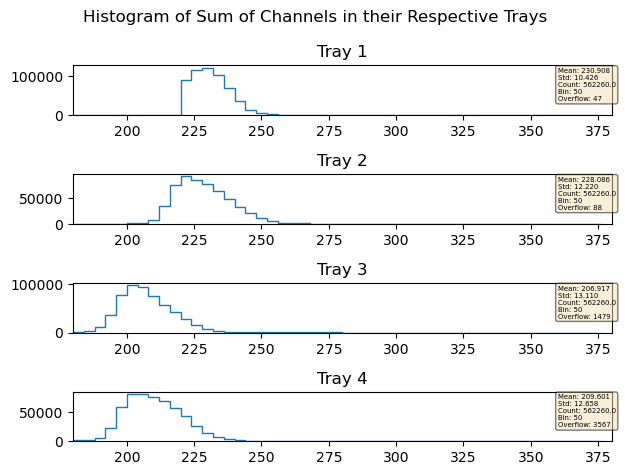 Histogram of Sum of Channels in their Respective Trays
Tray 1
100000
0
Mean: 230.908
Std: 10.426
Count: 562260.0
Bin: 50
Overflow: 47
200 225 250 275 300 325 350 375
Tray 2
50000
0
Mean: 228.086
Std: 12.220
Count: 562260.0
Bin: 50
Overflow: 88
200 225 250 275 300 325 350 375
Tray 3
100000
0
Mean: 206.917
Std: 13.110
Count: 562260.0
Bin: 50
Overflow: 1479
200 225 250 275 300 325 350 375
Tray 4
50000
0
Mean: 209.601
Std: 12.658
Count: 562260.0
Bin: 50
Overflow: 3567
200 225 250 275 300 325 350 375